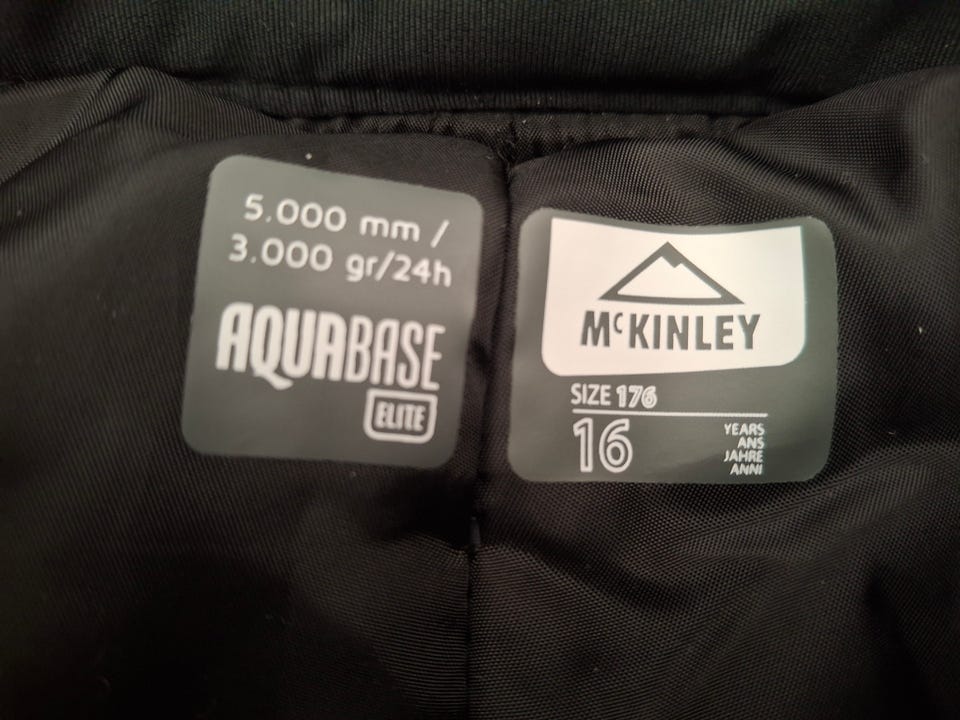 5.000 mm /
3.000 gr/24h
AQUABASE
ELITE
McKINLEY
SIZE 176
16
YEARS
ANS
JAHRE
ANNI